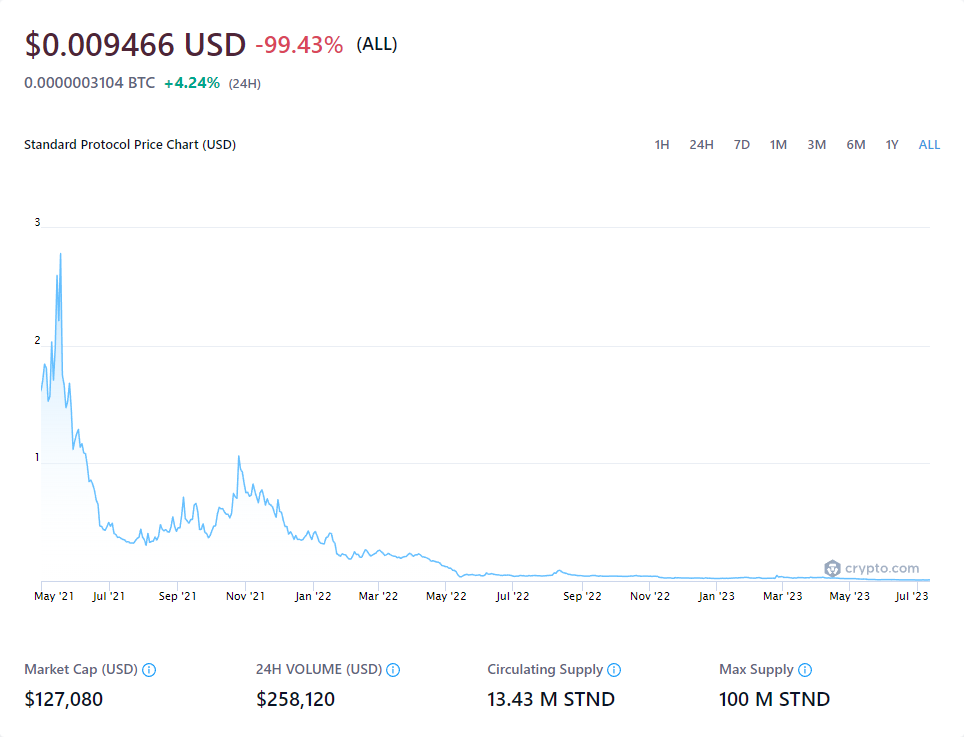 $0.009466 USD -99.43% (ALL)
0.0000003104 BTC +4.24% (24H)
Standard Protocol Price Chart (USD) 1H 24H 7D 1M 3M 6M 1Y ALL
3
2
1
crypto.com
May '21 Jul '21 Sep '21 Nov '21 Jan '22 Mar '22 May '22 Jul '22 Sep '22 Nov '22 Jan '23 Mar '23 May '23 Jul '23
Market Cap (USD) 24H VOLUME (USD) Circulating Supply Max Supply
$127,080 $258,120 13.43 M STND 100 M STND